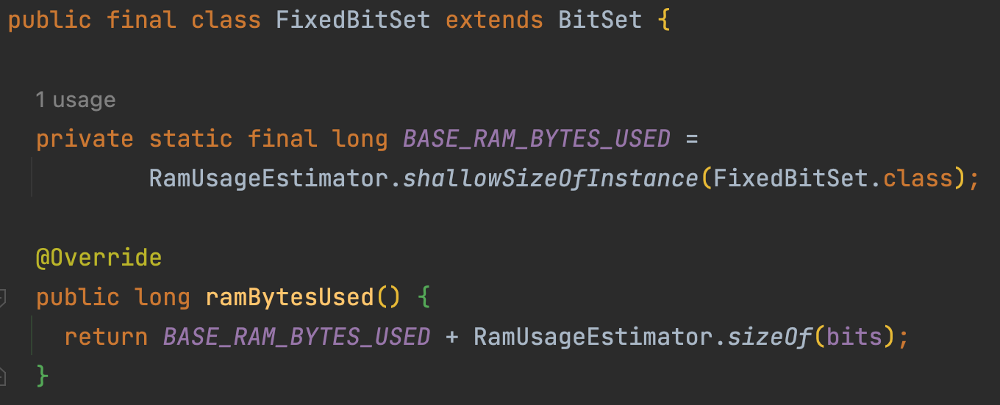 public final class FixedBitSet extends BitSet {
1 usage
private static final long BASE_RAM_BYTES_USED =
RamUsageEstimator.shallowSizeOfInstance(FixedBitSet.class);
@Override
public long ramBytesUsed() {
return BASE_RAM_BYTES_USED + RamUsageEstimator.sizeOf(bits);
}